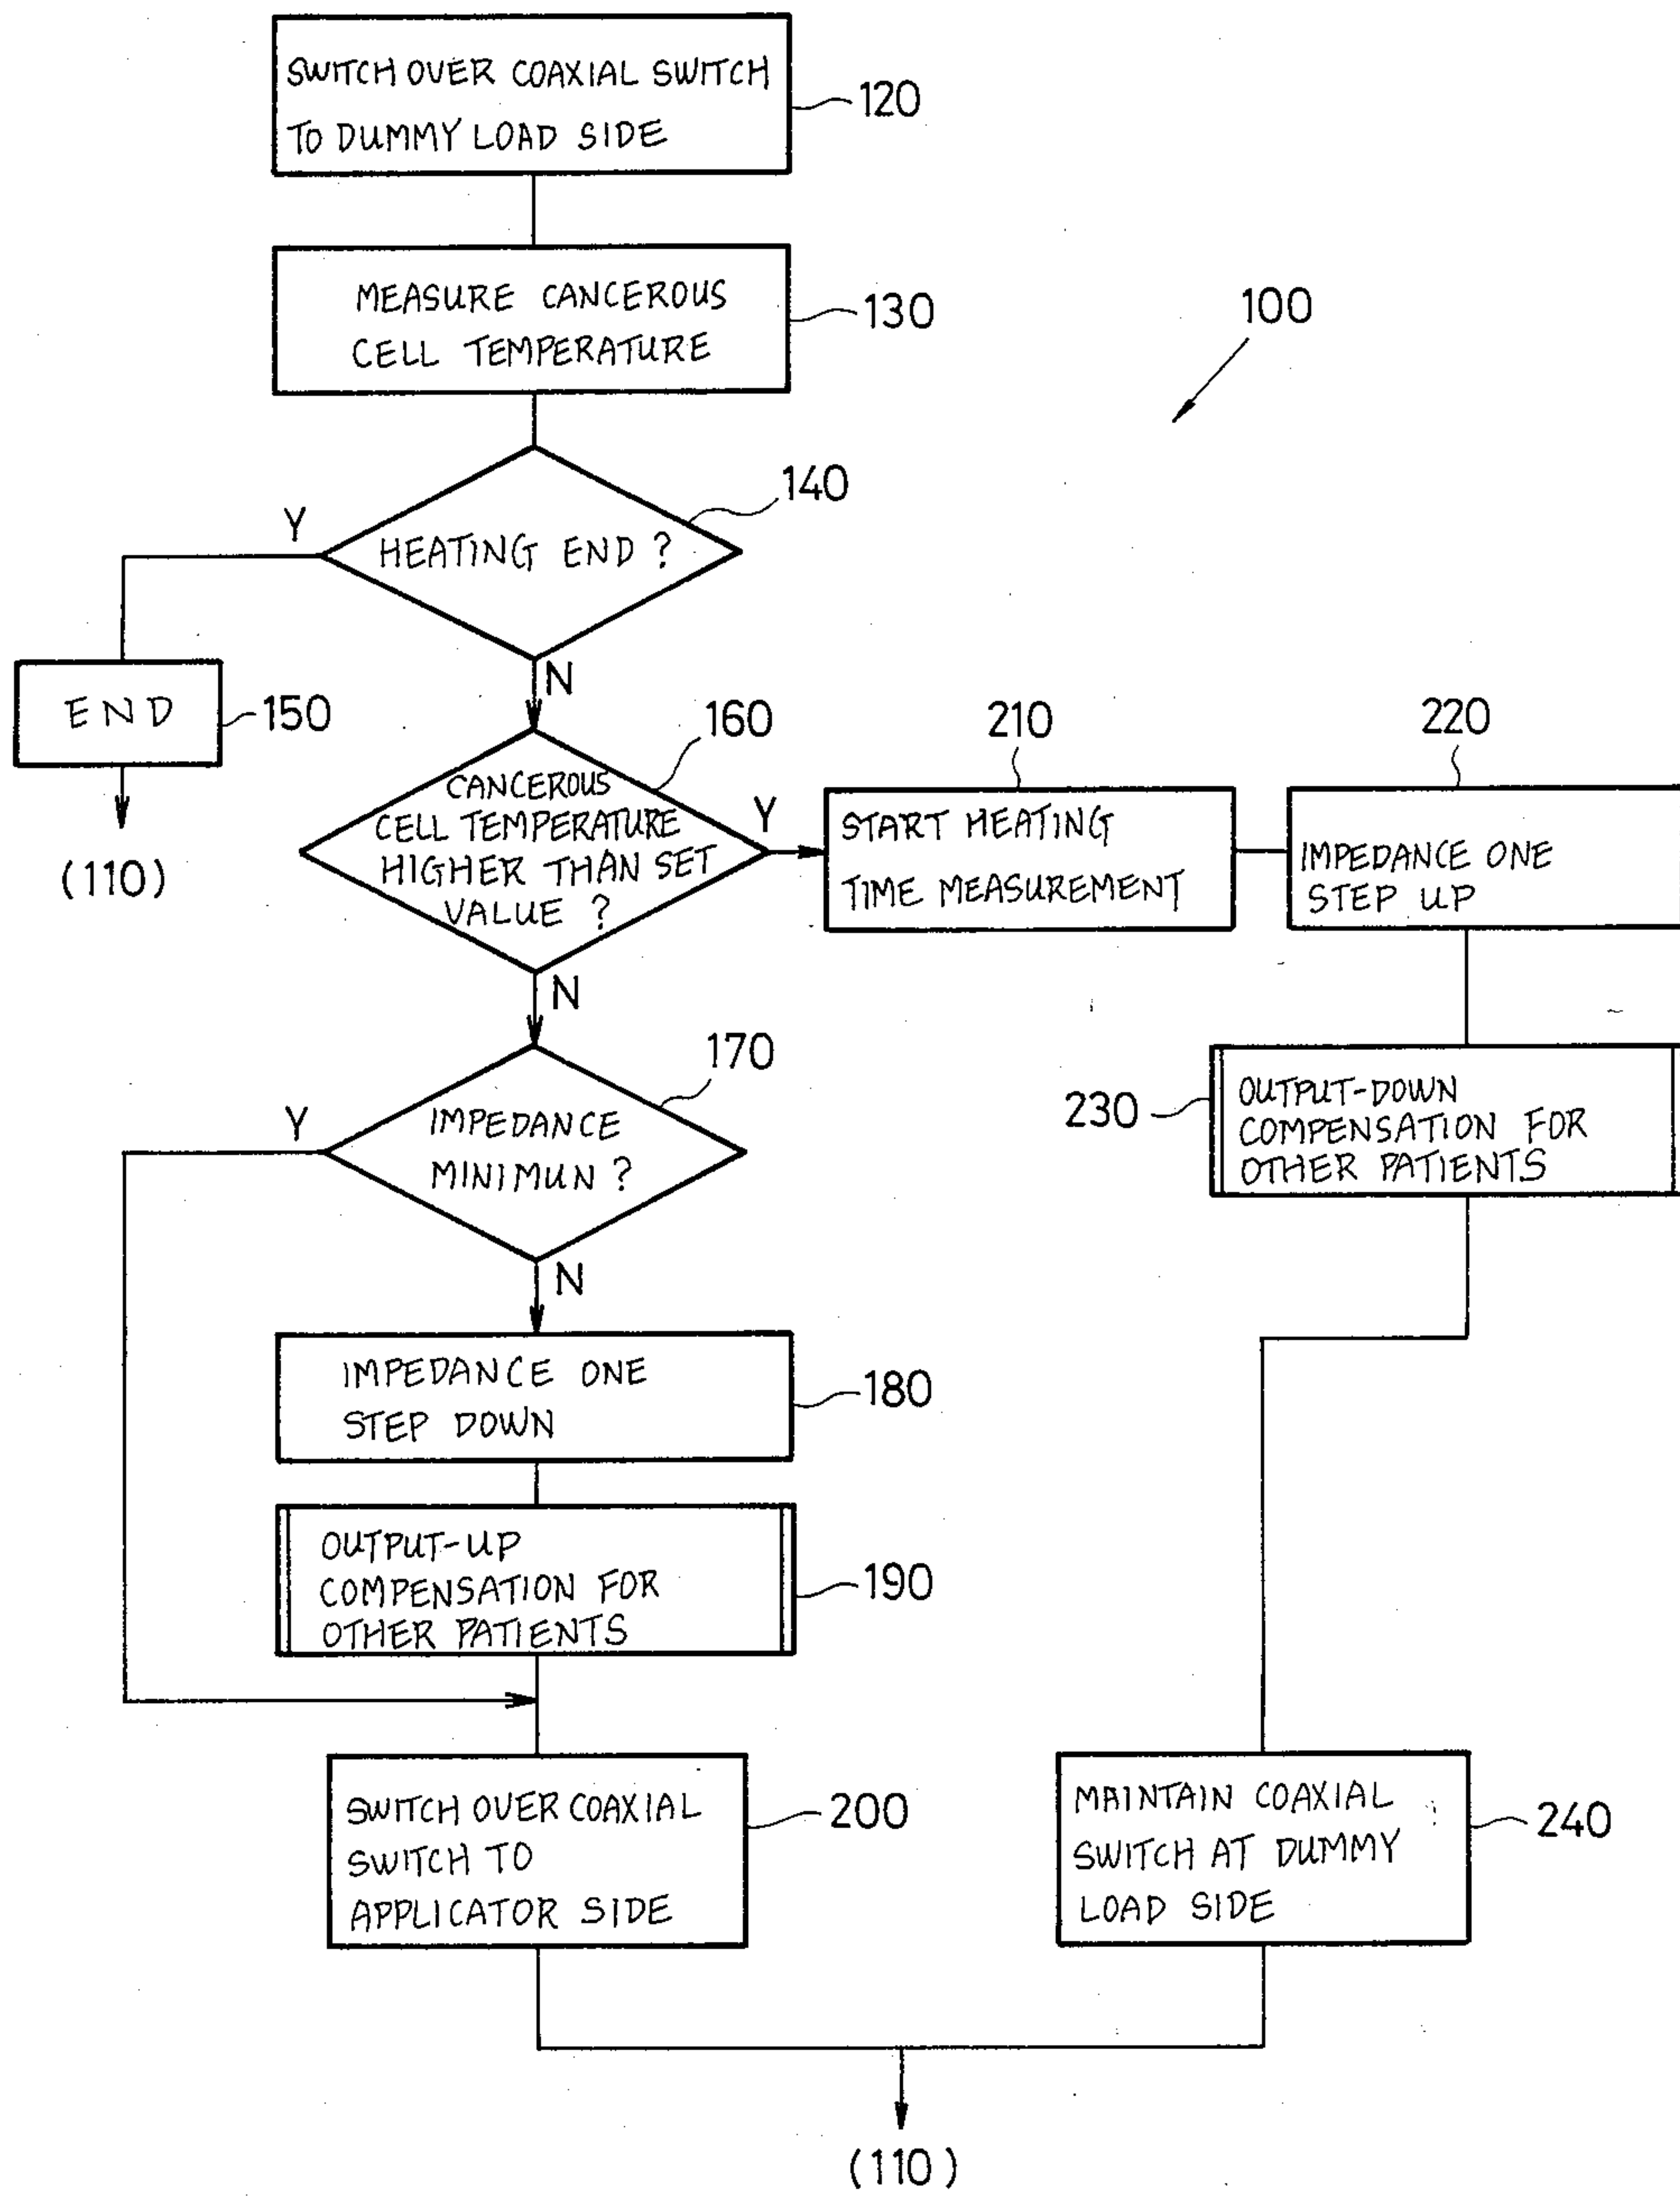 SWITCH OVER COAXIAL SWITCH
TO DUMMY LOAD SIDE
120
MEASURE CANCEROUS
CELL TEMPERATURE
130
100
140
Y
HEATING END ?
N
END
150
(110)
160
CANCEROUS
CELL TEMPERATURE
HIGHER THAN SET
VALUE ?
Y
210
START HEATING
TIME MEASUREMENT
220
IMPEDANCE ONE
STEP UP
N
170
Y
IMPEDANCE
MINIMUN ?
N
230
OUTPUT-DOWN
COMPENSATION FOR
OTHER PATIENTS
IMPEDANCE ONE
STEP DOWN
180
OUTPUT-UP
COMPENSATION FOR
OTHER PATIENTS
190
SWITCH OVER COAXIAL
SWITCH TO
APPLICATOR SIDE
200
MAINTAIN COAXIAL
SWITCH AT DUMMY
LOAD SIDE
240
(110)